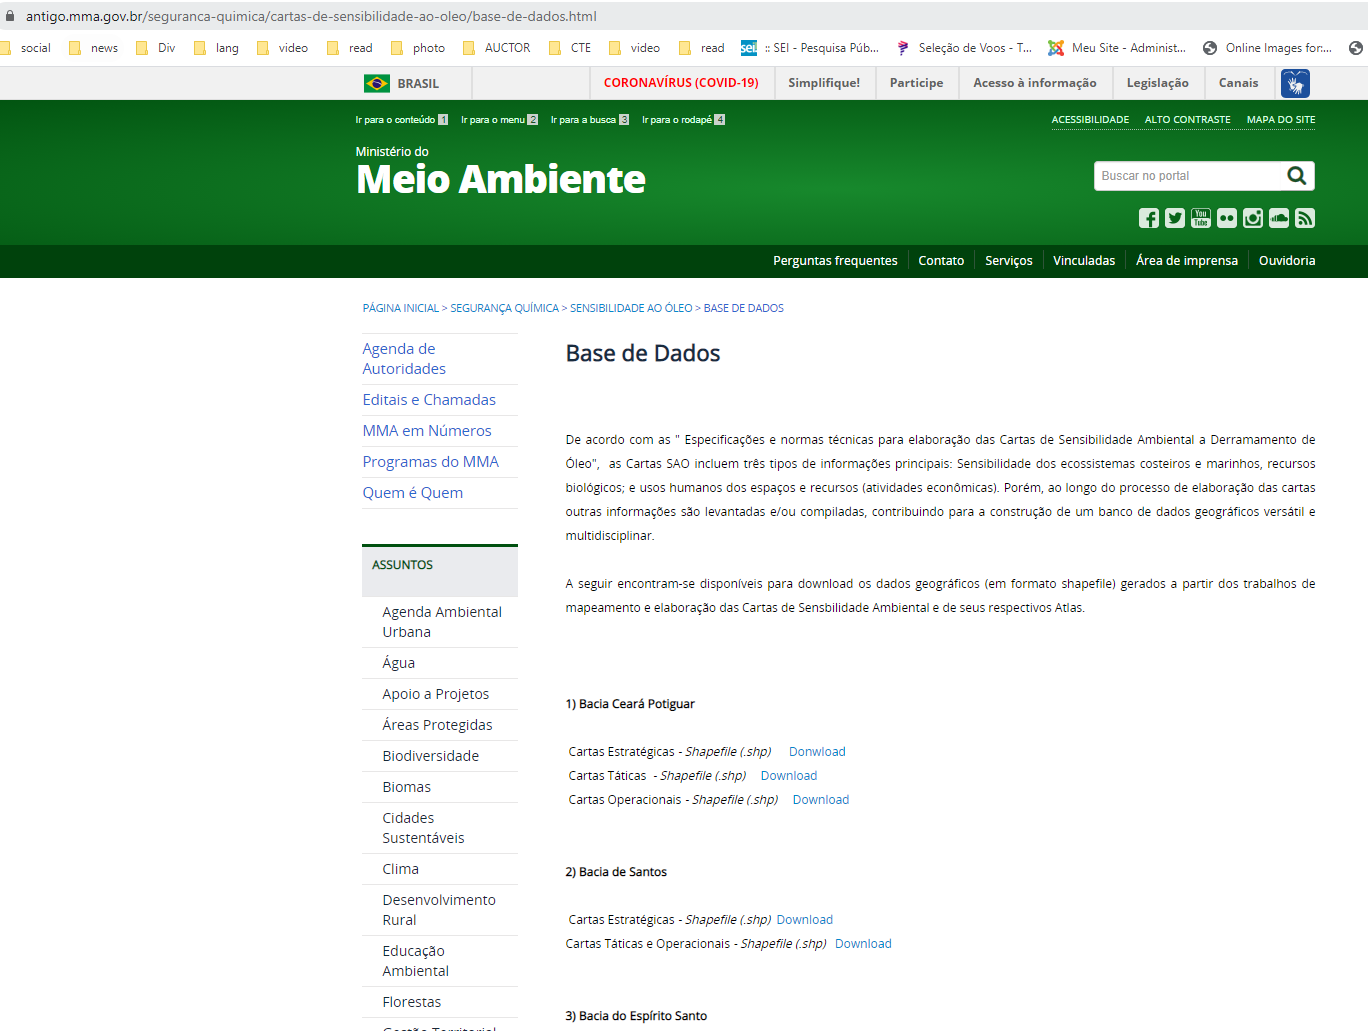 antigo.mma.gov.br/seguranca-quimica/cartas-de-sensibilidade-ao-oleo/base-de-dados.html
social news Div lang video read photo AUCTOR CTE video read sei :: SEI - Pesquisa Púb... Seleção de Voos - T... Meu Site - Administ... Online Images for:...
BRASIL CORONAVÍRUS (COVID-19) Simplifique! Participe Acesso à informação Legislação Canais
Ir para o conteúdo 1 Ir para o menu 2 Ir para a busca 3 Ir para o rodapé 4 ACESSIBILIDADE ALTO CONTRASTE MAPA DO SITE
Ministério do
Meio Ambiente
Buscar no portal
You Tube
Perguntas frequentes Contato Serviços Vinculadas Área de imprensa Ouvidoria
PÁGINA INICIAL > SEGURANÇA QUÍMICA > SENSIBILIDADE AO ÓLEO > BASE DE DADOS
Agenda de
Autoridades
Editais e Chamadas
MMA em Números
Programas do MMA
Quem é Quem
ASSUNTOS
Agenda Ambiental
Urbana
Água
Apoio a Projetos
Áreas Protegidas
Biodiversidade
Biomas
Cidades
Sustentáveis
Clima
Desenvolvimento
Rural
Educação
Ambiental
Florestas
Gestão Territorial
Base de Dados
De acordo com as " Especificações e normas técnicas para elaboração das Cartas de Sensibilidade Ambiental a Derramamento de
Óleo", as Cartas SAO incluem três tipos de informações principais: Sensibilidade dos ecossistemas costeiros e marinhos, recursos
biológicos; e usos humanos dos espaços e recursos (atividades econômicas). Porém, ao longo do processo de elaboração das cartas
outras informações são levantadas e/ou compiladas, contribuindo para a construção de um banco de dados geográficos versátil e
multidisciplinar.
A seguir encontram-se disponíveis para download os dados geográficos (em formato shapefile) gerados a partir dos trabalhos de
mapeamento e elaboração das Cartas de Sensbilidade Ambiental e de seus respectivos Atlas.
1) Bacia Ceará Potiguar
Cartas Estratégicas - Shapefile (.shp) Donwload
Cartas Táticas - Shapefile (.shp) Download
Cartas Operacionais - Shapefile (.shp) Download
2) Bacia de Santos
Cartas Estratégicas - Shapefile (.shp) Download
Cartas Táticas e Operacionais - Shapefile (.shp) Download
3) Bacia do Espírito Santo